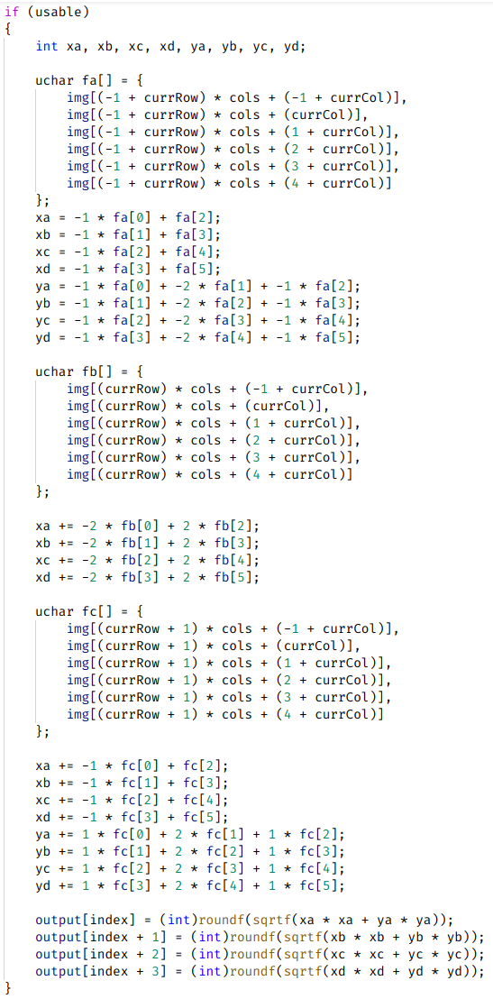 if (usable)
{
    int xa, xb, xc, xd, ya, yb, yc, yd;

    uchar fa[] = {
        img[(-1 + currRow) * cols + (-1 + currCol)],
        img[(-1 + currRow) * cols + (currCol)],
        img[(-1 + currRow) * cols + (1 + currCol)],
        img[(-1 + currRow) * cols + (2 + currCol)],
        img[(-1 + currRow) * cols + (3 + currCol)],
        img[(-1 + currRow) * cols + (4 + currCol)]
    };
    xa = -1 * fa[0] + fa[2];
    xb = -1 * fa[1] + fa[3];
    xc = -1 * fa[2] + fa[4];
    xd = -1 * fa[3] + fa[5];
    ya = -1 * fa[0] + -2 * fa[1] + -1 * fa[2];
    yb = -1 * fa[1] + -2 * fa[2] + -1 * fa[3];
    yc = -1 * fa[2] + -2 * fa[3] + -1 * fa[4];
    yd = -1 * fa[3] + -2 * fa[4] + -1 * fa[5];

    uchar fb[] = {
        img[(currRow) * cols + (-1 + currCol)],
        img[(currRow) * cols + (currCol)],
        img[(currRow) * cols + (1 + currCol)],
        img[(currRow) * cols + (2 + currCol)],
        img[(currRow) * cols + (3 + currCol)],
        img[(currRow) * cols + (4 + currCol)]
    };

    xa += -2 * fb[0] + 2 * fb[2];
    xb += -2 * fb[1] + 2 * fb[3];
    xc += -2 * fb[2] + 2 * fb[4];
    xd += -2 * fb[3] + 2 * fb[5];

    uchar fc[] = {
        img[(currRow + 1) * cols + (-1 + currCol)],
        img[(currRow + 1) * cols + (currCol)],
        img[(currRow + 1) * cols + (1 + currCol)],
        img[(currRow + 1) * cols + (2 + currCol)],
        img[(currRow + 1) * cols + (3 + currCol)],
        img[(currRow + 1) * cols + (4 + currCol)]
    };

    xa += -1 * fc[0] + fc[2];
    xb += -1 * fc[1] + fc[3];
    xc += -1 * fc[2] + fc[4];
    xd += -1 * fc[3] + fc[5];
    ya += 1 * fc[0] + 2 * fc[1] + 1 * fc[2];
    yb += 1 * fc[1] + 2 * fc[2] + 1 * fc[3];
    yc += 1 * fc[2] + 2 * fc[3] + 1 * fc[4];
    yd += 1 * fc[3] + 2 * fc[4] + 1 * fc[5];

    output[index] = (int)roundf(sqrtf(xa * xa + ya * ya));
    output[index + 1] = (int)roundf(sqrtf(xb * xb + yb * yb));
    output[index + 2] = (int)roundf(sqrtf(xc * xc + yc * yc));
    output[index + 3] = (int)roundf(sqrtf(xd * xd + yd * yd));
}